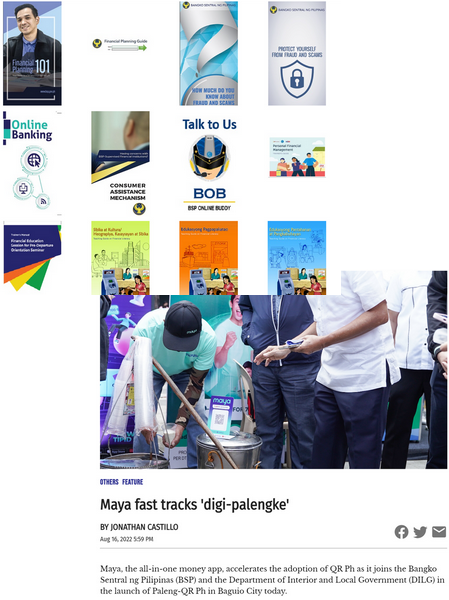 Financial
Planning 101
Financial Planning Guide
BANGKO SENTRAL NG PILIPINAS
HOW MUCH DO YOU
KNOW ABOUT
FRAUD AND SCAMS
BANGKO SENTRAL NG PILIPINAS
PROTECT YOURSELF
FROM FRAUD AND SCAMS
Online
Banking
CONSUMER
ASSISTANCE
MECHANISM
Talk to Us
BOB
BSP ONLINE BUDDY
Personal Financial
Management
Financial Education
Session for the Pre-departure
Orientation Seminar
maya
OTHERS FEATURE
Maya fast tracks 'digi-palengke'
BY JONATHAN CASTILLO
Aug 16, 2022 5:59 PM
Maya, the all-in-one money app, accelerates the adoption of QR Ph as it joins the Bangko
Sentral ng Pilipinas (BSP) and the Department of Interior and Local Government (DILG) in
the launch of Paleng-QR Ph in Baguio City today.